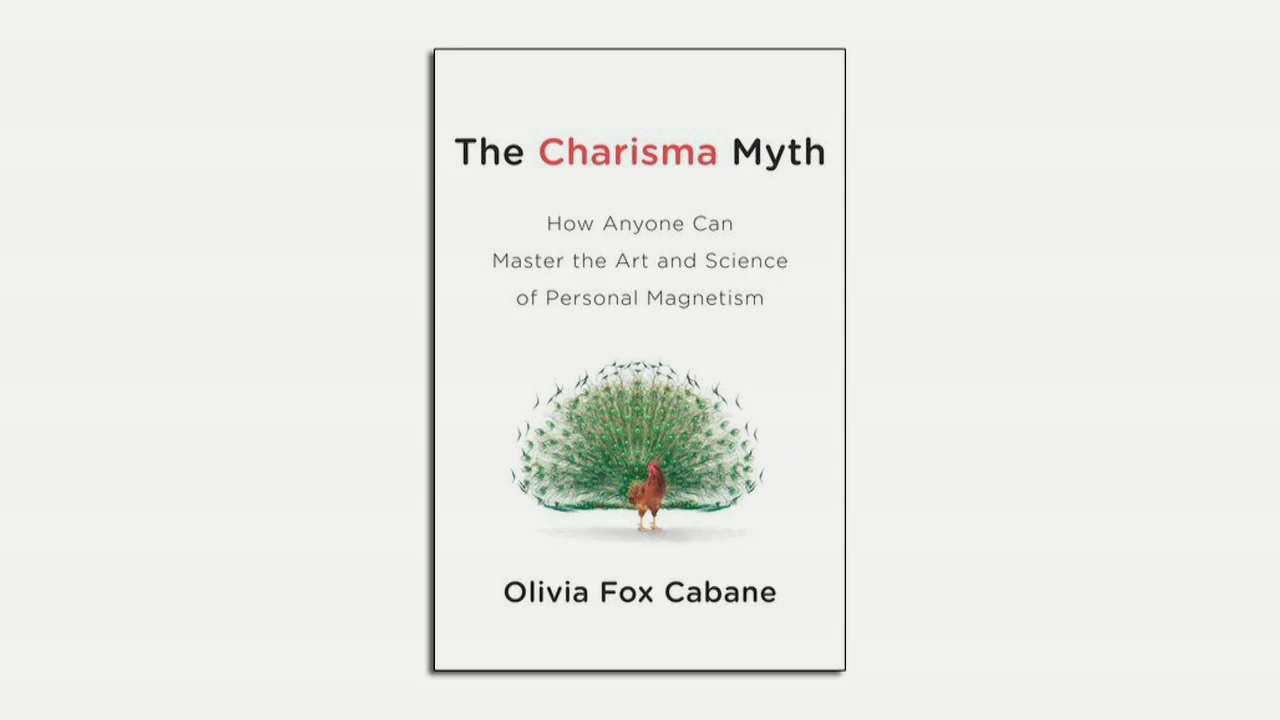 The Charisma Myth
How Anyone Can
Master the Art and Science
of Personal Magnetism
Olivia Fox Cabane